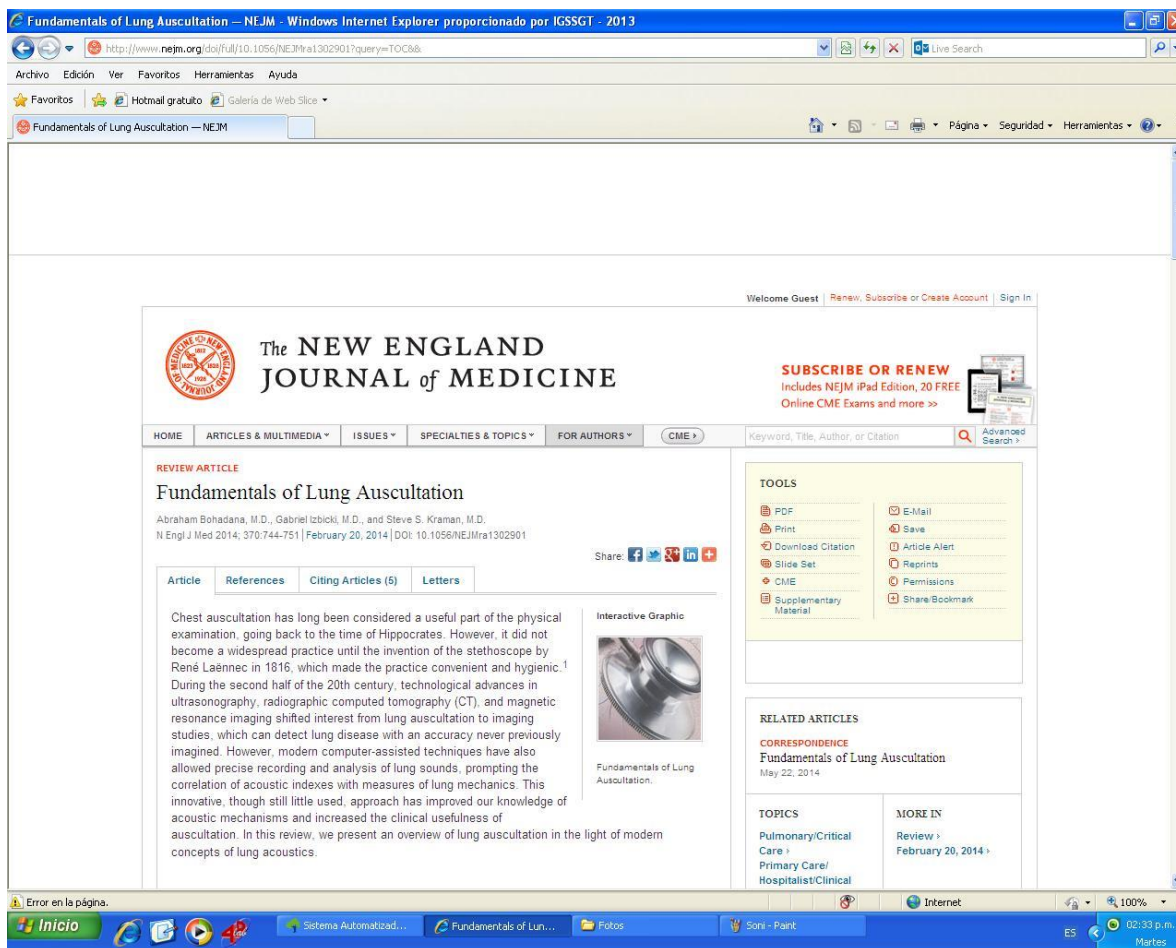 Fundamentals of Lung Auscultation — NEJM - Windows Internet Explorer proporcionado por IGSSGT - 2013
http://www.nejm.org/doi/full/10.1056/NEJMra1302901?query=TOC&&
Live Search
Archivo Edición Ver Favoritos Herramientas Ayuda
Favoritos Hotmail gratuito Galería de Web Slice
Fundamentals of Lung Auscultation — NEJM
Página Seguridad Herramientas
Welcome Guest Renew, Subscribe or Create Account Sign In
The NEW ENGLAND
JOURNAL of MEDICINE
SUBSCRIBE OR RENEW
Includes NEJM iPad Edition, 20 FREE
Online CME Exams and more >>
HOME ARTICLES & MULTIMEDIA ISSUES SPECIALTIES & TOPICS FOR AUTHORS CME
Keyword, Title, Author, or Citation
Advanced
Search ›
REVIEW ARTICLE
Fundamentals of Lung Auscultation
Abraham Bohadana, M.D., Gabriel Izbicki, M.D., and Steve S. Kraman, M.D.
N Engl J Med 2014; 370:744-751 | February 20, 2014 | DOI: 10.1056/NEJMra1302901
Share:
Article References Citing Articles (5) Letters
Chest auscultation has long been considered a useful part of the physical
examination, going back to the time of Hippocrates. However, it did not
become a widespread practice until the invention of the stethoscope by
René Laënnec in 1816, which made the practice convenient and hygienic.1
During the second half of the 20th century, technological advances in
ultrasonography, radiographic computed tomography (CT), and magnetic
resonance imaging shifted interest from lung auscultation to imaging
studies, which can detect lung disease with an accuracy never previously
imagined. However, modern computer-assisted techniques have also
allowed precise recording and analysis of lung sounds, prompting the
correlation of acoustic indexes with measures of lung mechanics. This
innovative, though still little used, approach has improved our knowledge of
acoustic mechanisms and increased the clinical usefulness of
auscultation. In this review, we present an overview of lung auscultation in the light of modern
concepts of lung acoustics.
Interactive Graphic
Fundamentals of Lung
Auscultation.
TOOLS
PDF
Print
Download Citation
Slide Set
CME
Supplementary
Material
E-Mail
Save
Article Alert
Reprints
Permissions
Share/Bookmark
RELATED ARTICLES
CORRESPONDENCE
Fundamentals of Lung Auscultation
May 22, 2014
TOPICS
Pulmonary/Critical
Care ›
Primary Care/
Hospitalist/Clinical
MORE IN
Review ›
February 20, 2014 ›
Error en la página.
Internet
100%
Inicio
Sistema Automatizad...
Fundamentals of Lun...
Fotos
Soni - Paint
ES
02:33 p.m.
Martes